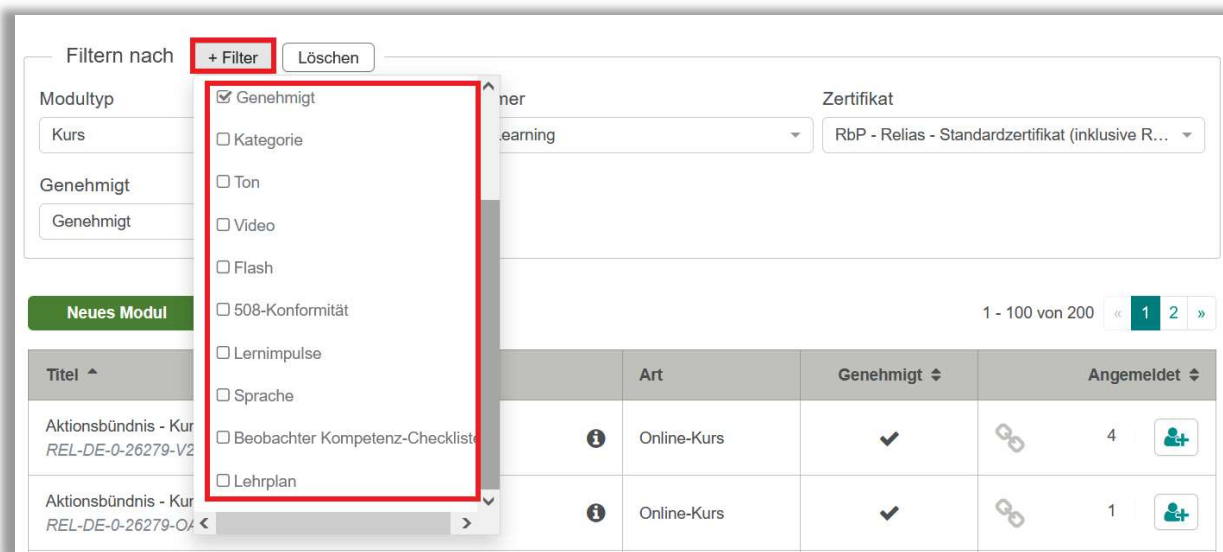 Filtern nach + Filter Löschen
Modultyp
Kurs
Zertifikat
RbP - Relias - Standardzertifikat (inklusive R...
Genehmigt
Genehmigt
Genehmigt
Kategorie
Ton
Video
Flash
508-Konformität
Lernimpulse
Sprache
Beobachter Kompetenz-Checkliste
Lehrplan
Neues Modul
1 - 100 von 200 « 1 2 »
Titel Art Genehmigt Angemeldet
Aktionsbündnis - Kur
REL-DE-0-26279-V2
Online-Kurs 4
Aktionsbündnis - Kur
REL-DE-0-26279-OA
Online-Kurs 1